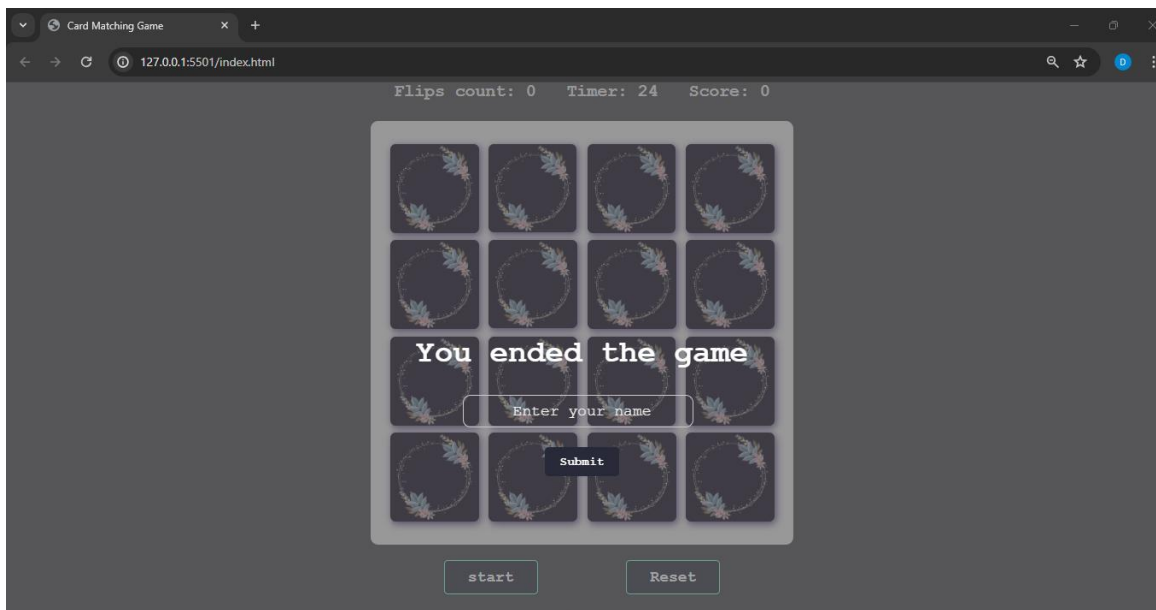 Card Matching Game
127.0.0.1:5501/index.html
D
Flips count: 0 Timer: 24 Score: 0
You ended the game
Enter your name
Submit
start Reset